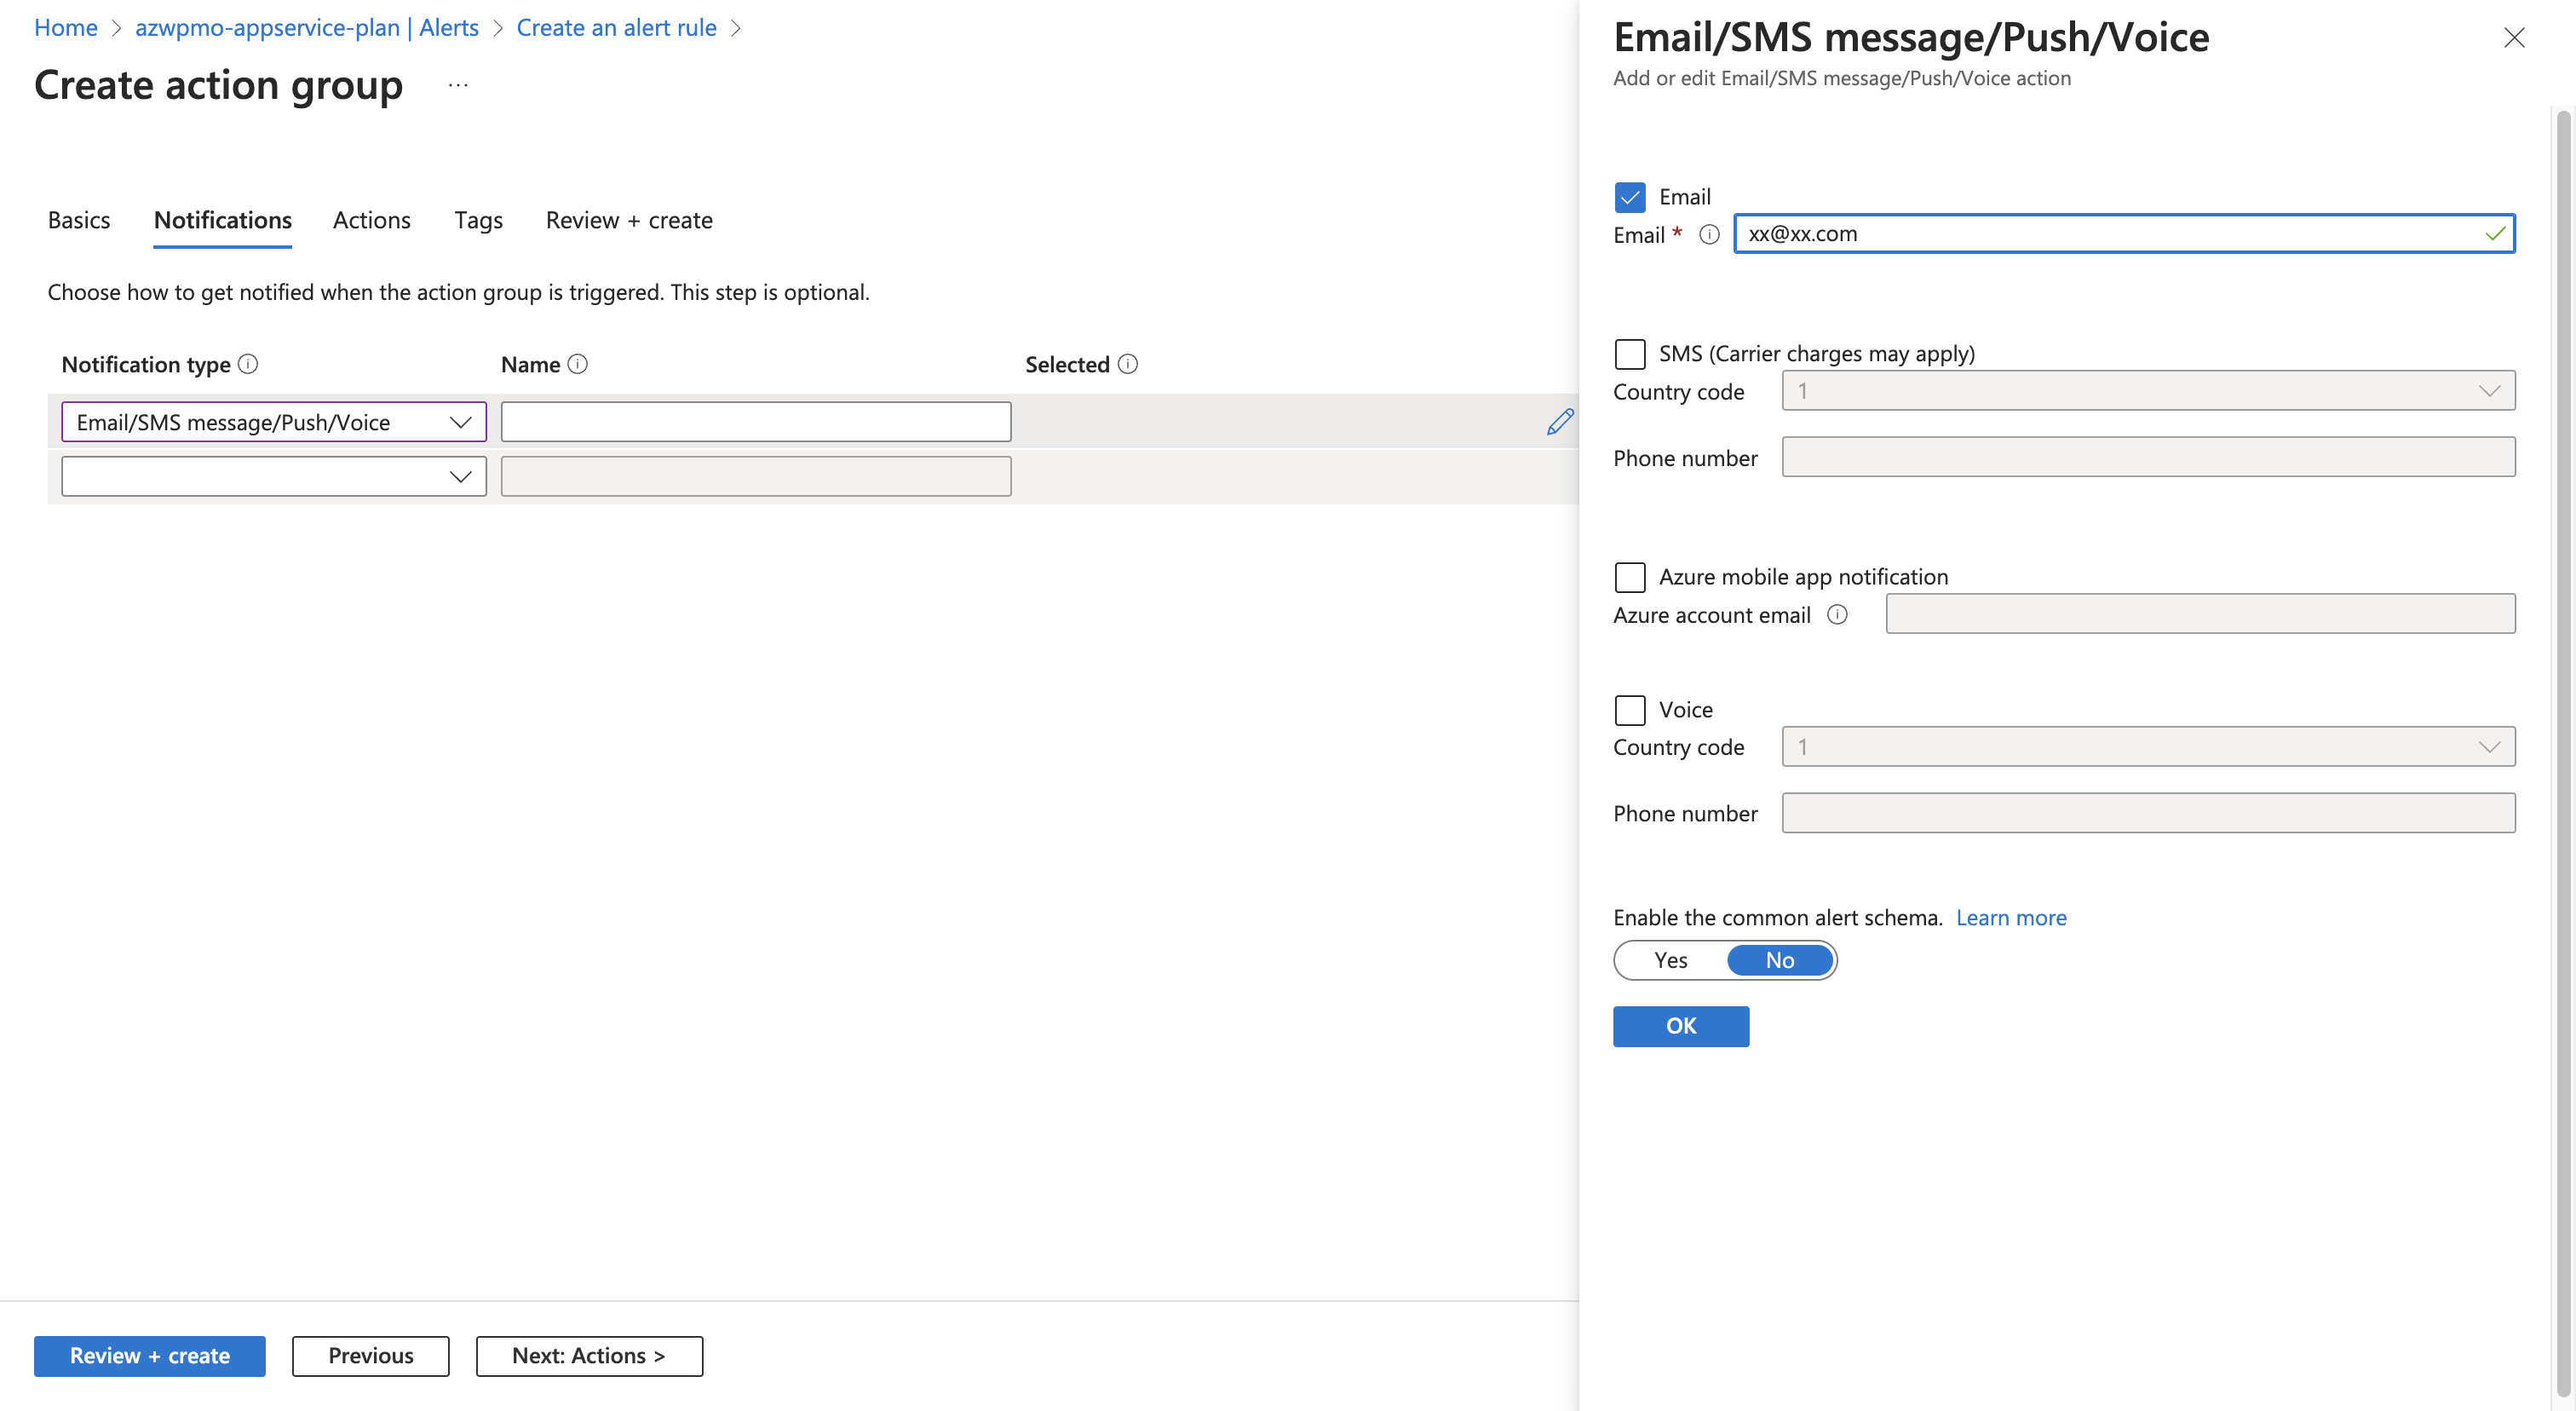 Home > azwpmo-appservice-plan | Alerts > Create an alert rule >
Create action group ...
Basics Notifications Actions Tags Review + create
Choose how to get notified when the action group is triggered. This step is optional.
Notification type Name Selected
Email/SMS message/Push/Voice
Review + create Previous Next: Actions >
Email/SMS message/Push/Voice
Add or edit Email/SMS message/Push/Voice action
Email
Email * xx@xx.com
SMS (Carrier charges may apply)
Country code 1
Phone number
Azure mobile app notification
Azure account email
Voice
Country code 1
Phone number
Enable the common alert schema. Learn more
Yes No
OK